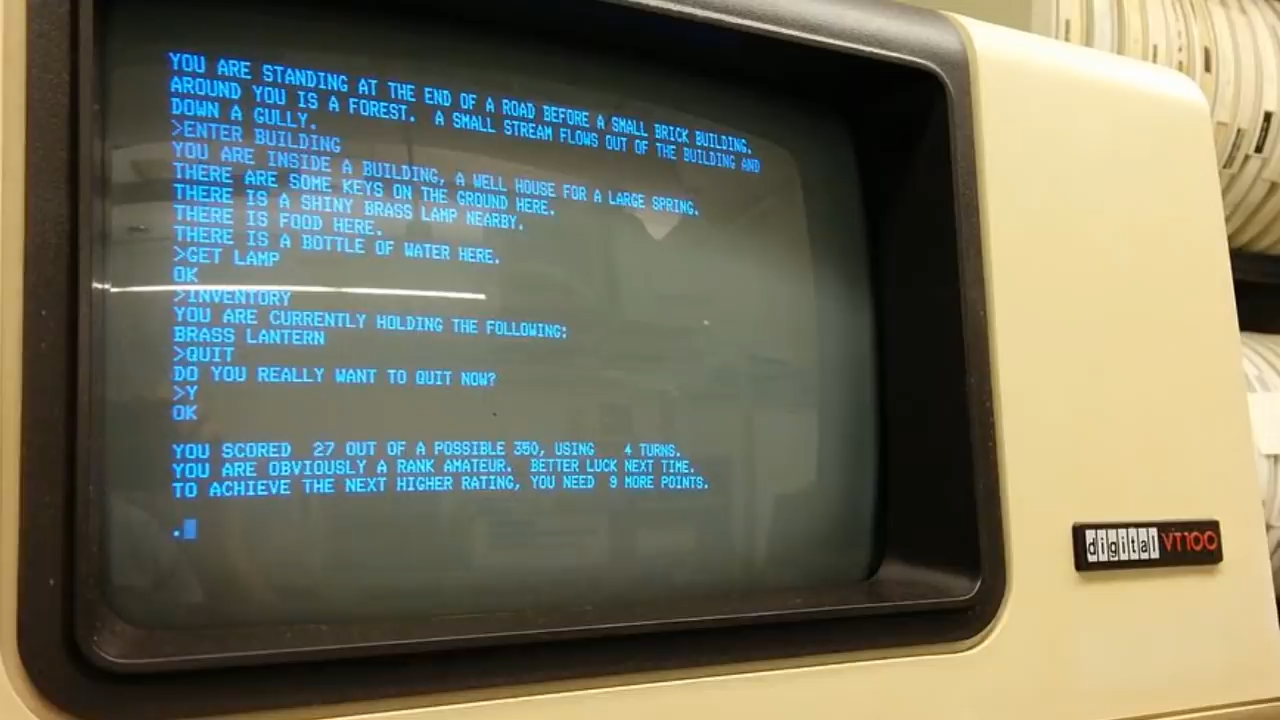 YOU ARE STANDING AT THE END OF A ROAD BEFORE A SMALL BRICK BUILDING.
AROUND YOU IS A FOREST.  A SMALL STREAM FLOWS OUT OF THE BUILDING AND
DOWN A GULLY.
>ENTER BUILDING
YOU ARE INSIDE A BUILDING, A WELL HOUSE FOR A LARGE SPRING.
THERE ARE SOME KEYS ON THE GROUND HERE.
THERE IS A SHINY BRASS LAMP NEARBY.
THERE IS FOOD HERE.
THERE IS A BOTTLE OF WATER HERE.
>GET LAMP
OK
>INVENTORY
YOU ARE CURRENTLY HOLDING THE FOLLOWING:
BRASS LANTERN
>QUIT
DO YOU REALLY WANT TO QUIT NOW?
>Y
OK
YOU SCORED  27 OUT OF A POSSIBLE 350, USING    4 TURNS.
YOU ARE OBVIOUSLY A RANK AMATEUR.  BETTER LUCK NEXT TIME.
TO ACHIEVE THE NEXT HIGHER RATING, YOU NEED  9 MORE POINTS.
.
digital VT100